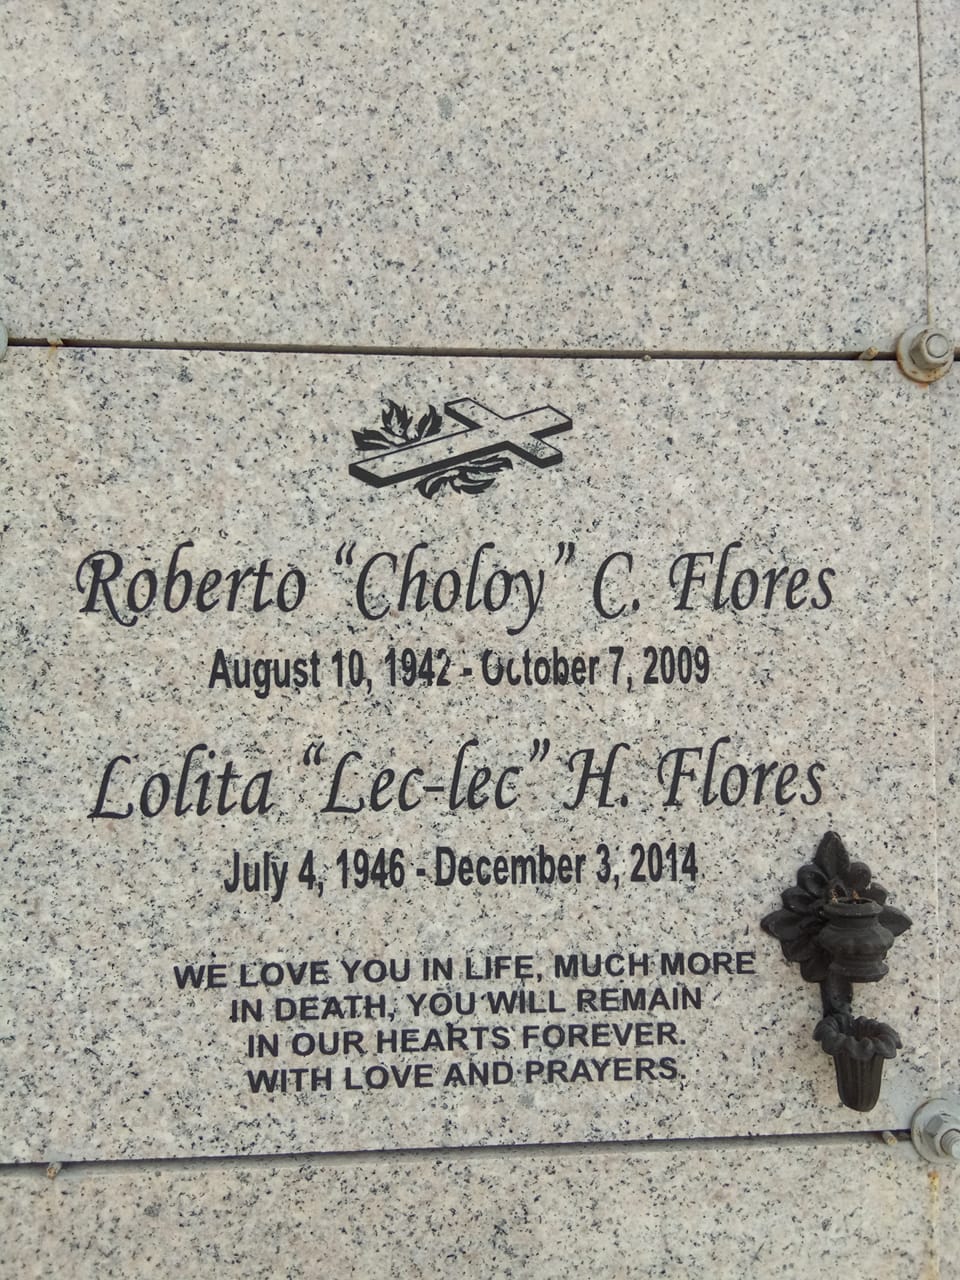 Roberto “Choloy” C. Flores
August 10, 1942 - October 7, 2009
Lolita “Lec-lec” H. Flores
July 4, 1946 - December 3, 2014
WE LOVE YOU IN LIFE, MUCH MORE
IN DEATH, YOU WILL REMAIN
IN OUR HEARTS FOREVER.
WITH LOVE AND PRAYERS.